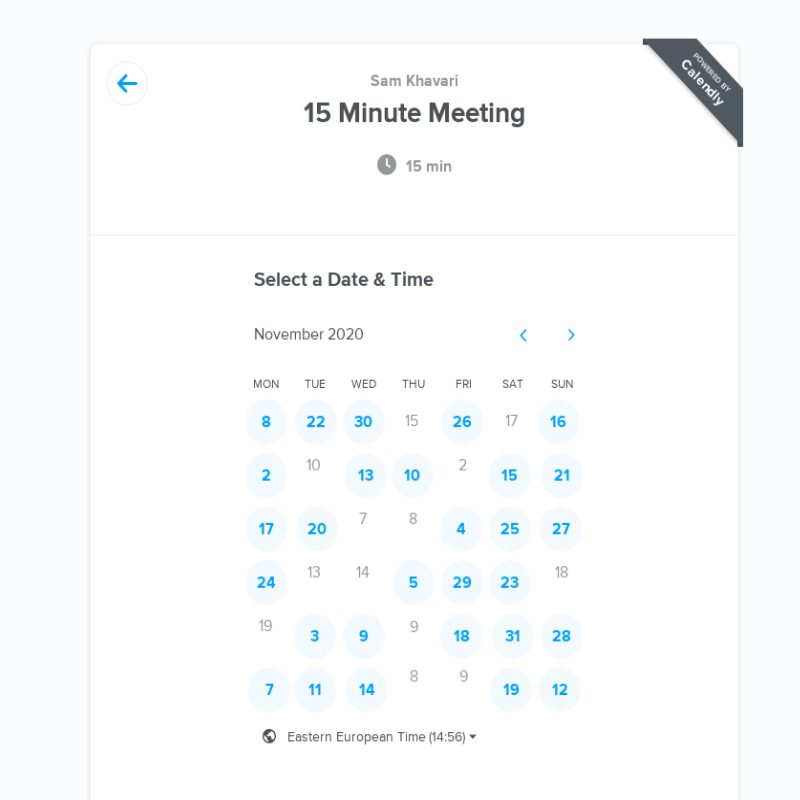 Sam Khavari
POWERED BY
Calendly
15 Minute Meeting
15 min
Select a Date & Time
November 2020
MON TUE WED THU FRI SAT SUN
8 22 30 15 26 17 16
2 10 13 10 2 15 21
17 20 7 8 4 25 27
24 13 14 5 29 23 18
19 3 9 9 18 31 28
7 11 14 8 9 19 12
Eastern European Time (14:56)